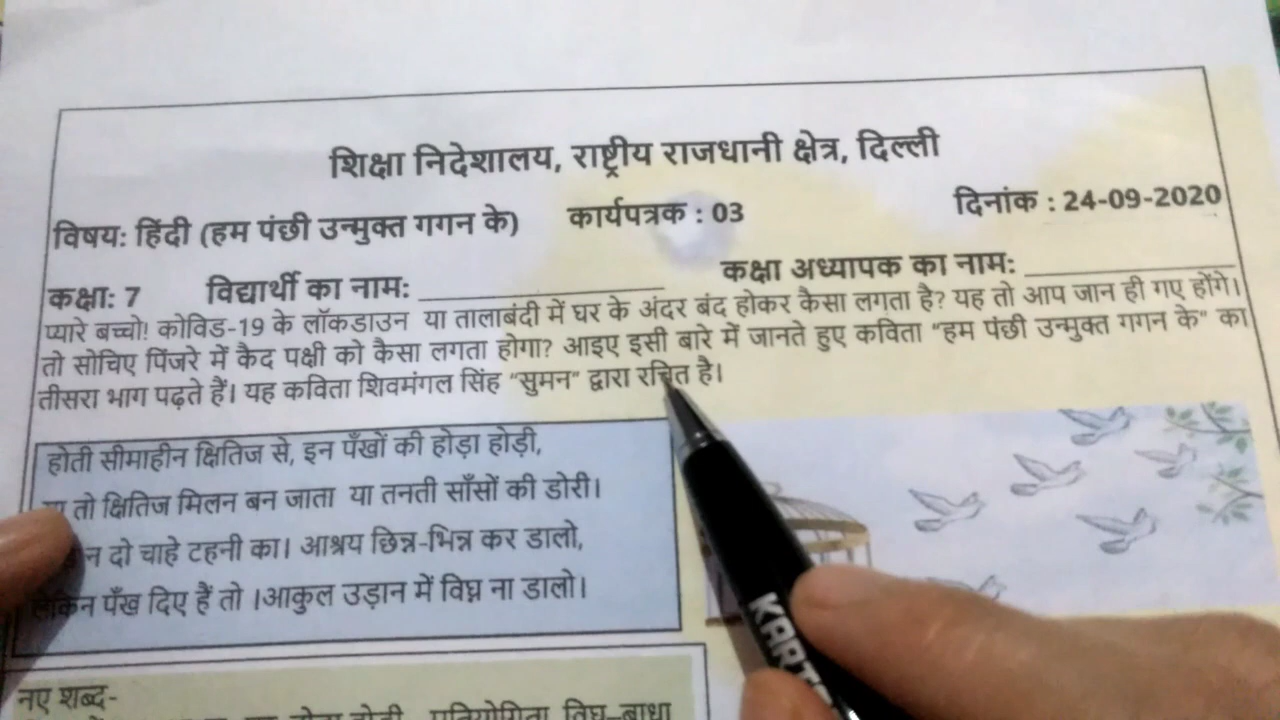 शिक्षा निदेशालय, राष्ट्रीय राजधानी क्षेत्र, दिल्ली
विषय: हिंदी (हम पंछी उन्मुक्त गगन के) कार्यपत्रक : 03 दिनांक : 24-09-2020
कक्षा: 7 विद्यार्थी का नाम: कक्षा अध्यापक का नाम:
प्यारे बच्चो! कोविड-19 के लॉकडाउन या तालाबंदी में घर के अंदर बंद होकर कैसा लगता है? यह तो आप जान ही गए होंगे।
तो सोचिए पिंजरे में कैद पक्षी को कैसा लगता होगा? आइए इसी बारे में जानते हुए कविता "हम पंछी उन्मुक्त गगन के" का
तीसरा भाग पढ़ते हैं। यह कविता शिवमंगल सिंह "सुमन" द्वारा रचित है।
होती सीमाहीन क्षितिज से, इन पँखों की होड़ा होड़ी,
तो क्षितिज मिलन बन जाता या तनती साँसों की डोरी।
दो चाहे टहनी का। आश्रय छिन्न-भिन्न कर डालो,
लेकिन पँख दिए हैं तो ।आकुल उड़ान में विघ्न ना डालो।
नए शब्द-
प्रतियोगिता विघ्न–बाधा
KART